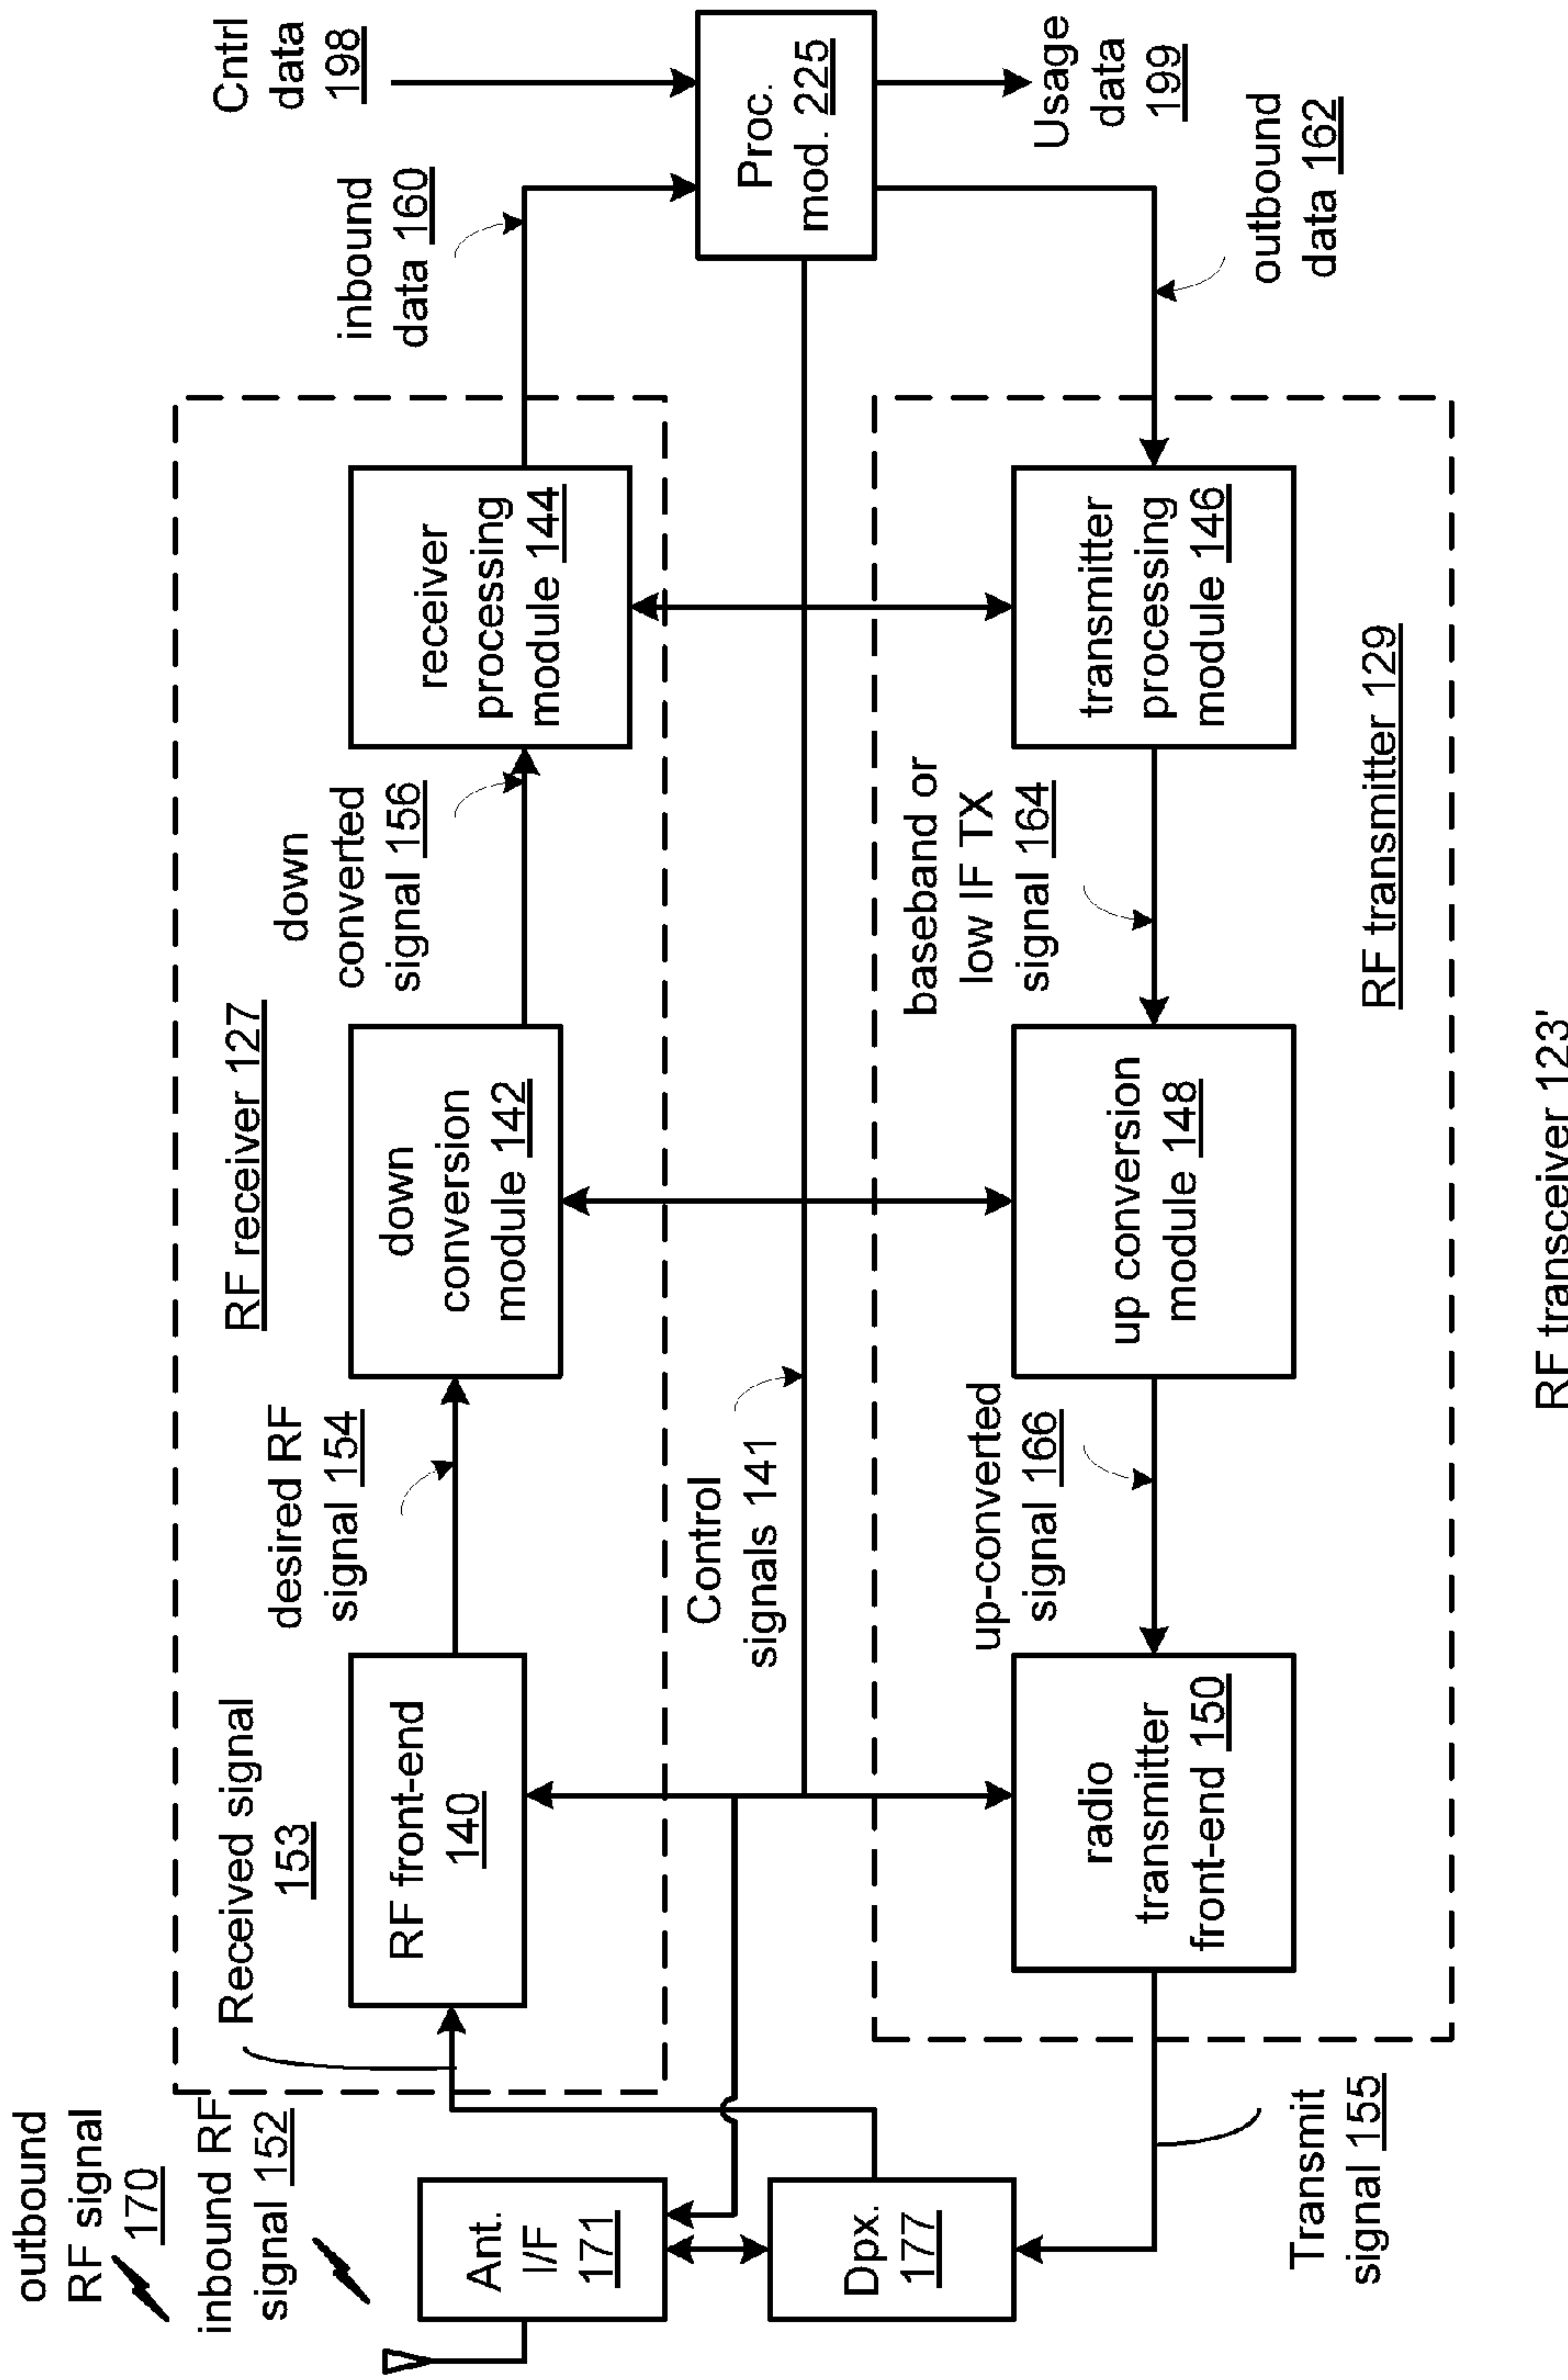 outbound
RF signal
170
inbound RF
signal 152
Ant.
I/F
171
Dpx.
177
Transmit
signal 155
Received signal
153
RF receiver 127
RF front-end
140
desired RF
signal 154
down
conversion
module 142
down
converted
signal 156
receiver
processing
module 144
inbound
data 160
Cntrl
data
198
Control
signals 141
Proc.
mod. 225
Usage
data
199
outbound
data 162
radio
transmitter
front-end 150
up-converted
signal 166
up conversion
module 148
baseband or
low IF TX
signal 164
transmitter
processing
module 146
RF transmitter 129
RF transceiver 123'